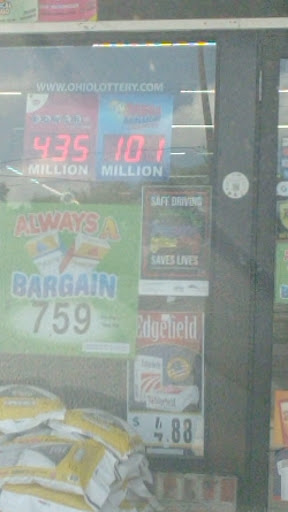 WWW.OHIOLOTTERY.COM
435 101
MILLION MILLION
SAFE DRIVING
SAVES LIVES
ALWAYS A
BARGAIN
759
Edgefield
$ 4.88